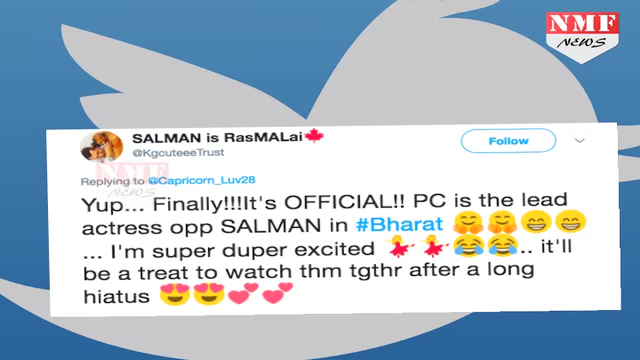 NMF
NEWS
SALMAN is RasMALai🍁
@KgcuteeeTrust
Follow
NMF
Replying to @Capricorn_Luv28
Yup... Finally!!!It's OFFICIAL!! PC is the lead
actress opp SALMAN in #Bharat 🤗🤗😁😁
... I'm super duper excited 💃💃😂😂.. it'll
be a treat to watch thm tgthr after a long
hiatus 😍😍💕💕